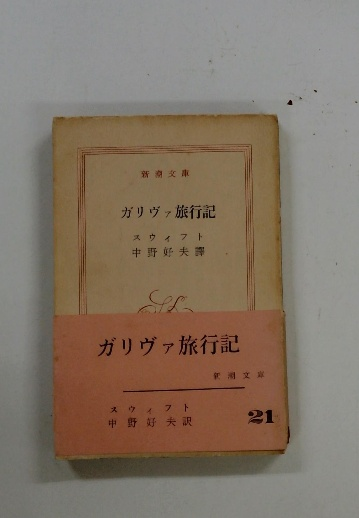 新潮文庫
ガリヴァ旅行記
スウィフト
中野好夫譯
ガリヴァ旅行記
新潮文庫
スウィフト
中野好夫訳
21